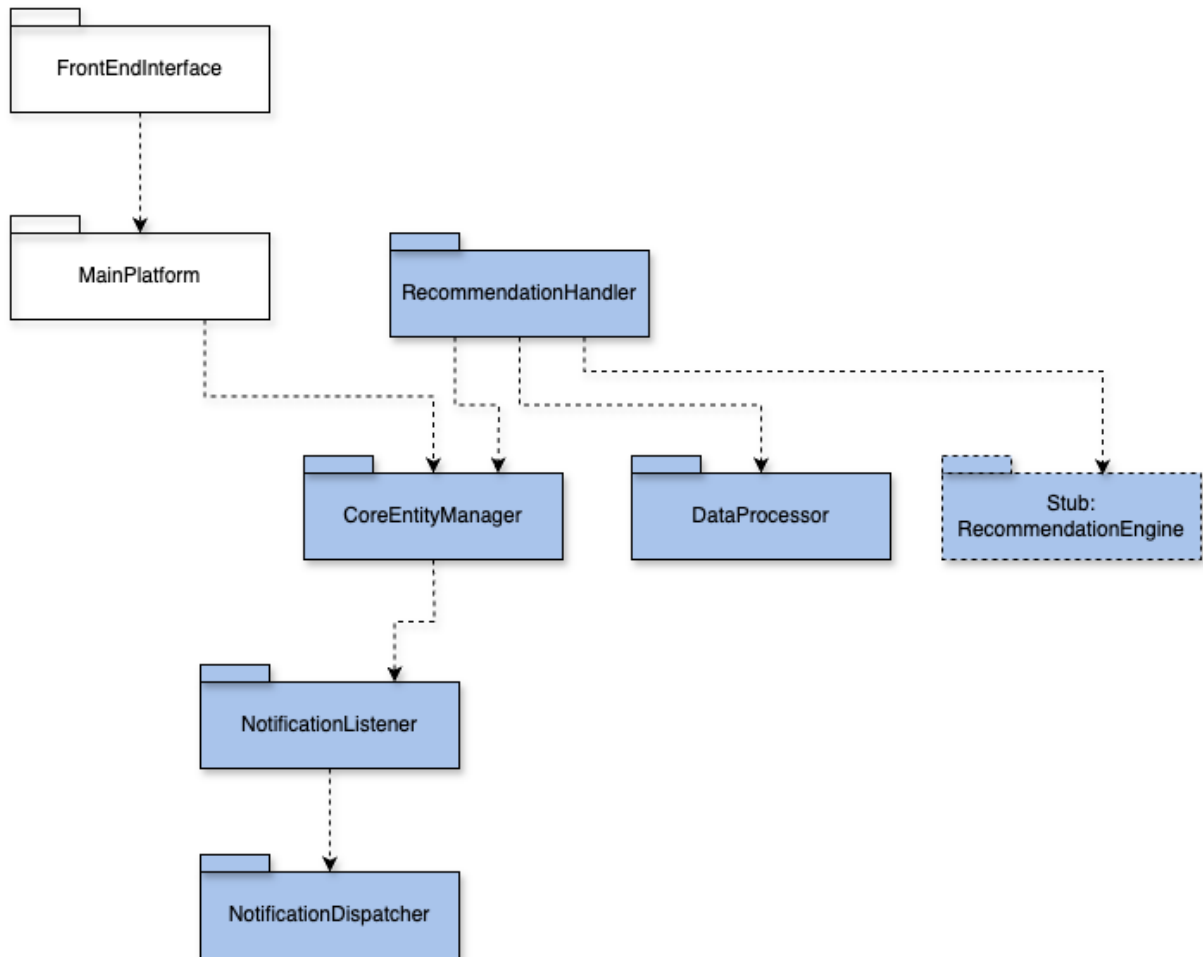 FrontEndInterface
MainPlatform
RecommendationHandler
CoreEntityManager
DataProcessor
Stub:
RecommendationEngine
NotificationListener
NotificationDispatcher